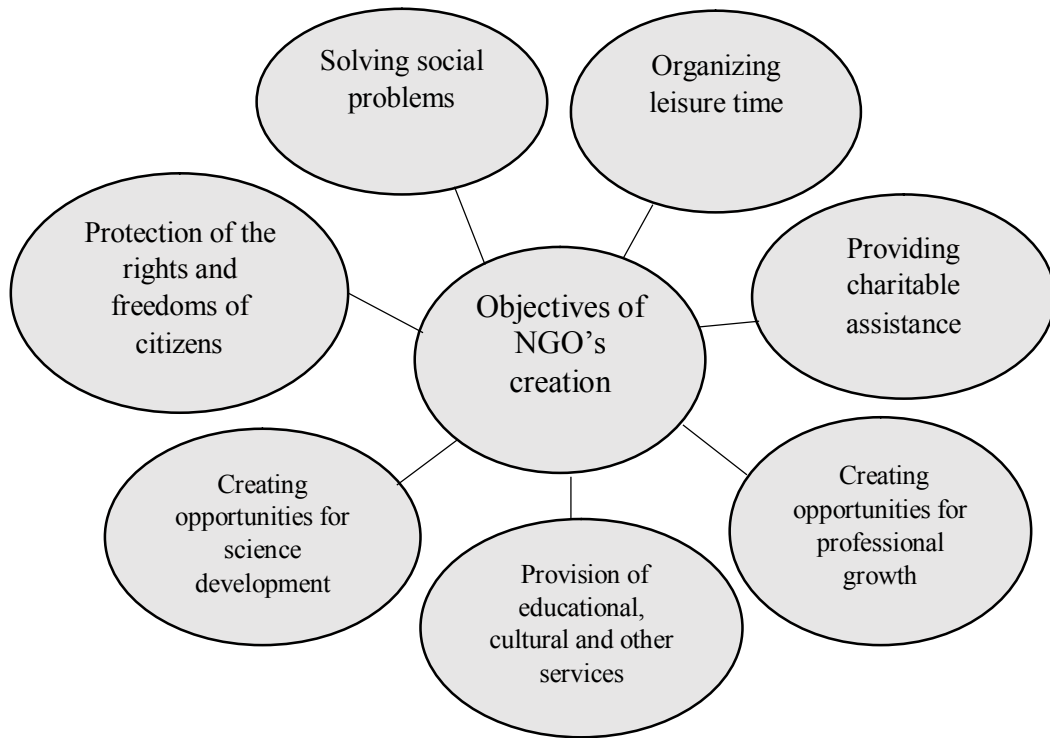 Solving social
problems
Organizing
leisure time
Protection of the
rights and
freedoms of
citizens
Objectives of
NGO’s
creation
Providing
charitable
assistance
Creating
opportunities for
science
development
Provision of
educational,
cultural and other
services
Creating
opportunities for
professional
growth